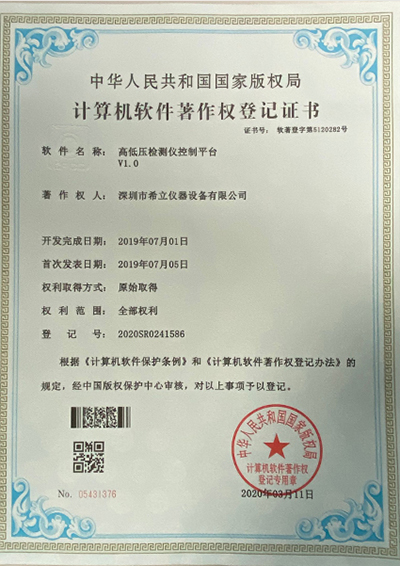 中华人民共和国国家版权局
计算机软件著作权登记证书
证书号: 软著登字第5120282号
软件名称: 高低压检测仪控制平台
V1.0
著作权人: 深圳市希立仪器设备有限公司
开发完成日期: 2019年07月01日
首次发表日期: 2019年07月05日
权利取得方式: 原始取得
权利范围: 全部权利
登记号: 2020SR0241586
根据《计算机软件保护条例》和《计算机软件著作权登记办法》的
规定,经中国版权保护中心审核,对以上事项予以登记。
中华人民共和国国家版权局
计算机软件著作权
登记专用章
No. 05431376
2020年03月11日